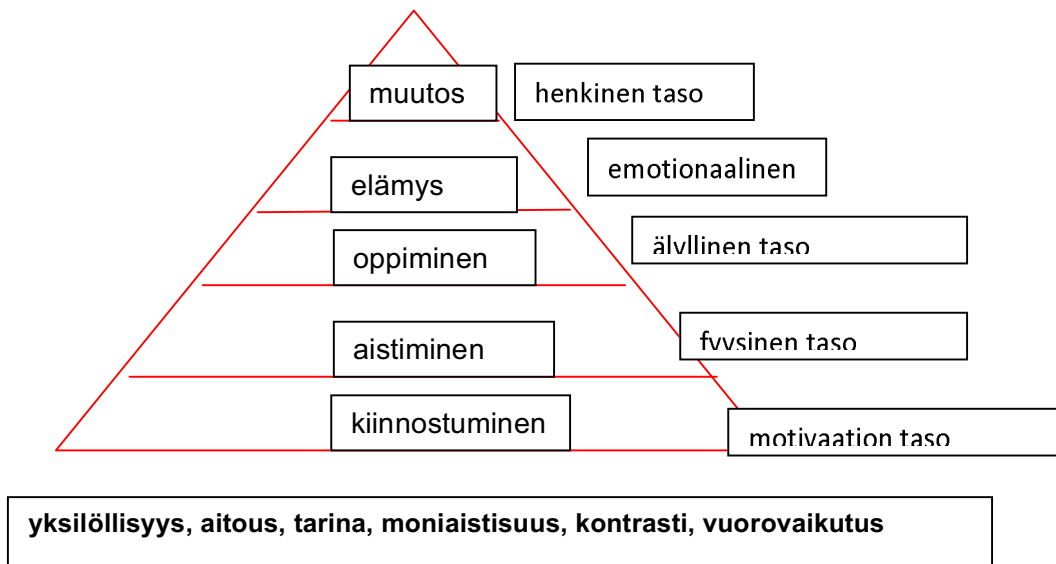 muutos henkinen taso
elämys emotionaalinen
oppiminen älyllinen taso
aistiminen fyysinen taso
kiinnostuminen motivaation taso
yksilöllisyys, aitous, tarina, moniaistisuus, kontrasti, vuorovaikutus